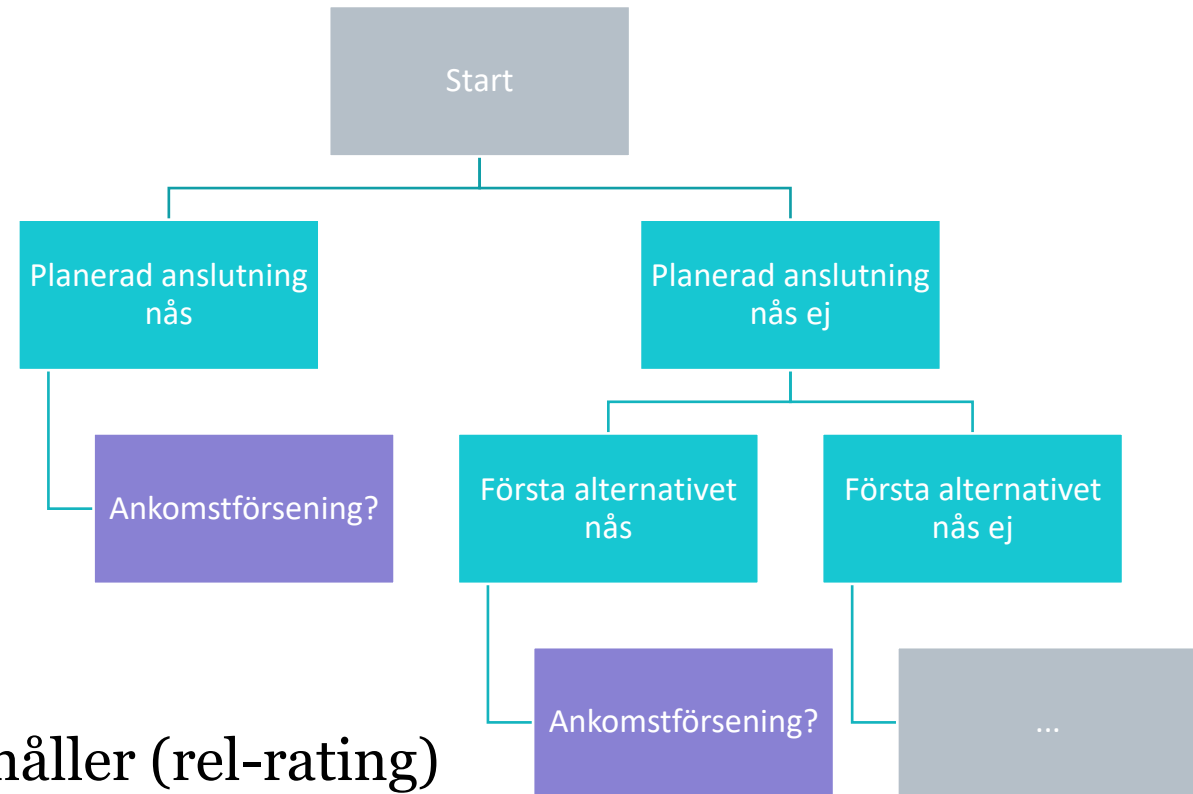 Start
Planerad anslutning
nås
Planerad anslutning
nås ej
Ankomstförsening?
Första alternativet
nås
Första alternativet
nås ej
Ankomstförsening?
...
håller (rel-rating)